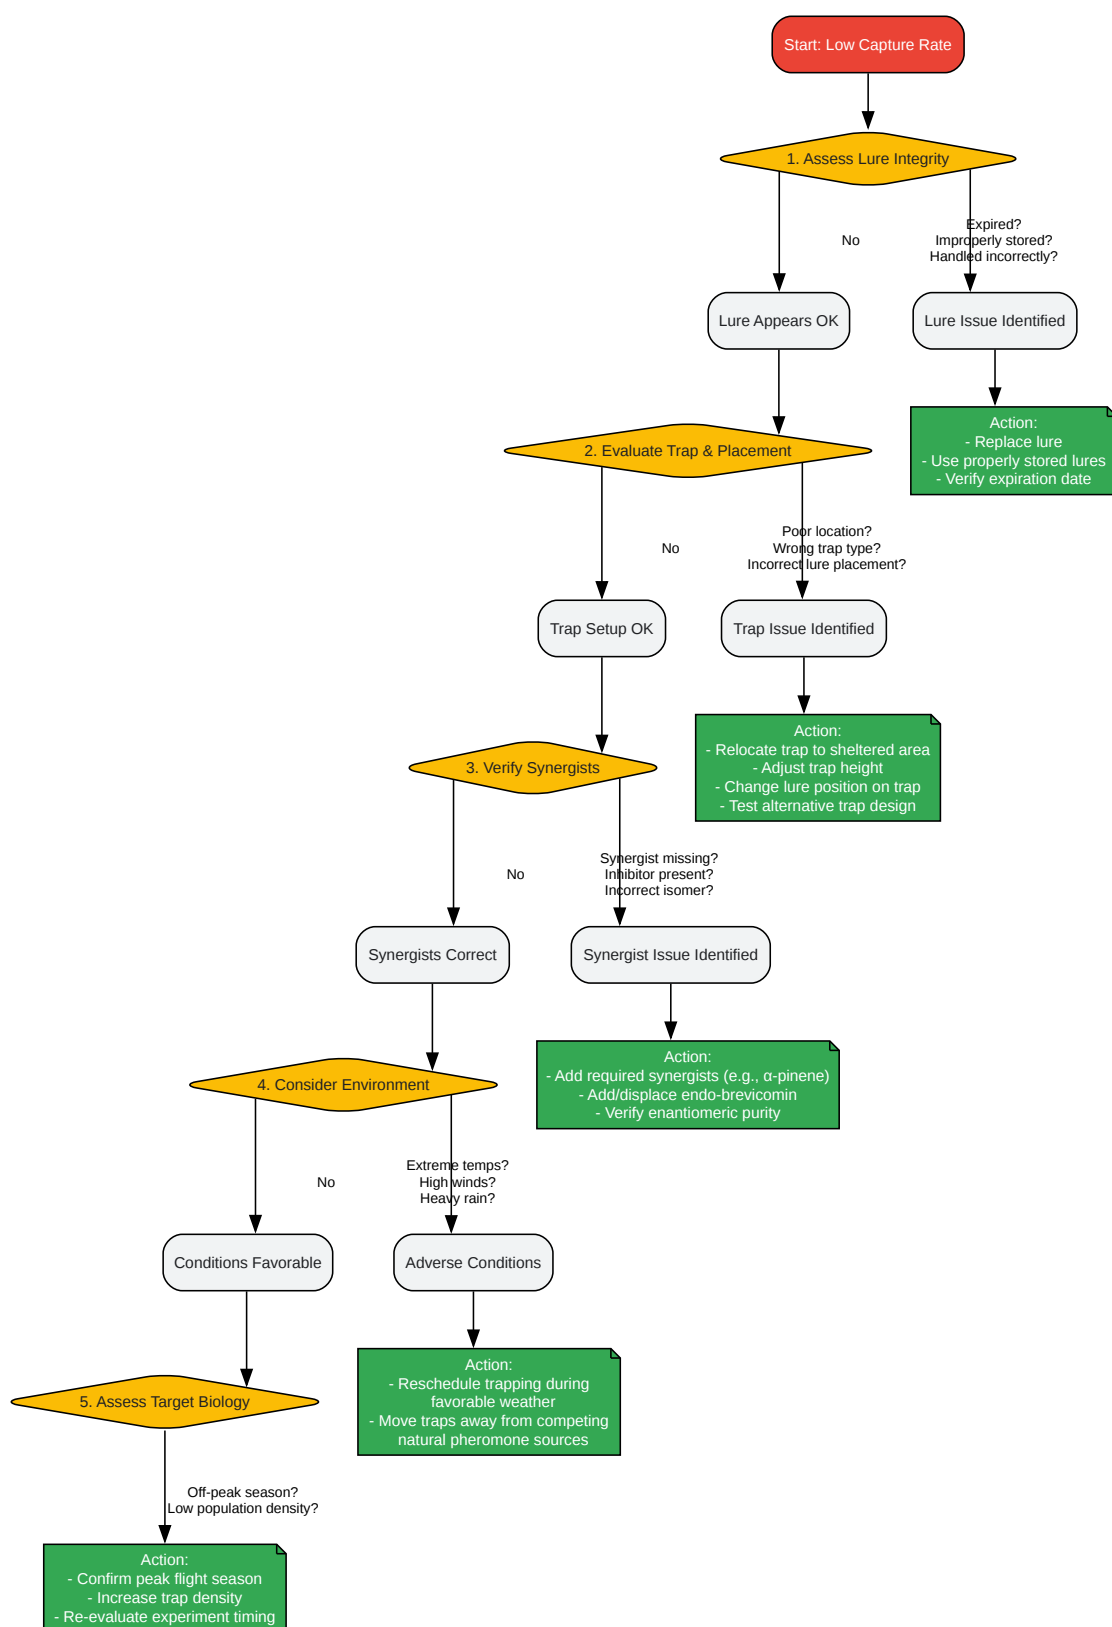 Start: Low Capture Rate
1. Assess Lure Integrity
No
Expired?
Improperly stored?
Handled incorrectly?
Lure Appears OK
Lure Issue Identified
Action:
- Replace lure
- Use properly stored lures
- Verify expiration date
2. Evaluate Trap & Placement
No
Poor location?
Wrong trap type?
Incorrect lure placement?
Trap Setup OK
Trap Issue Identified
Action:
- Relocate trap to sheltered area
- Adjust trap height
- Change lure position on trap
- Test alternative trap design
3. Verify Synergists
No
Synergist missing?
Inhibitor present?
Incorrect isomer?
Synergists Correct
Synergist Issue Identified
Action:
- Add required synergists (e.g., α-pinene)
- Add/displace endo-brevicomin
- Verify enantiomeric purity
4. Consider Environment
No
Extreme temps?
High winds?
Heavy rain?
Conditions Favorable
Adverse Conditions
Action:
- Reschedule trapping during
favorable weather
- Move traps away from competing
natural pheromone sources
5. Assess Target Biology
Off-peak season?
Low population density?
Action:
- Confirm peak flight season
- Increase trap density
- Re-evaluate experiment timing